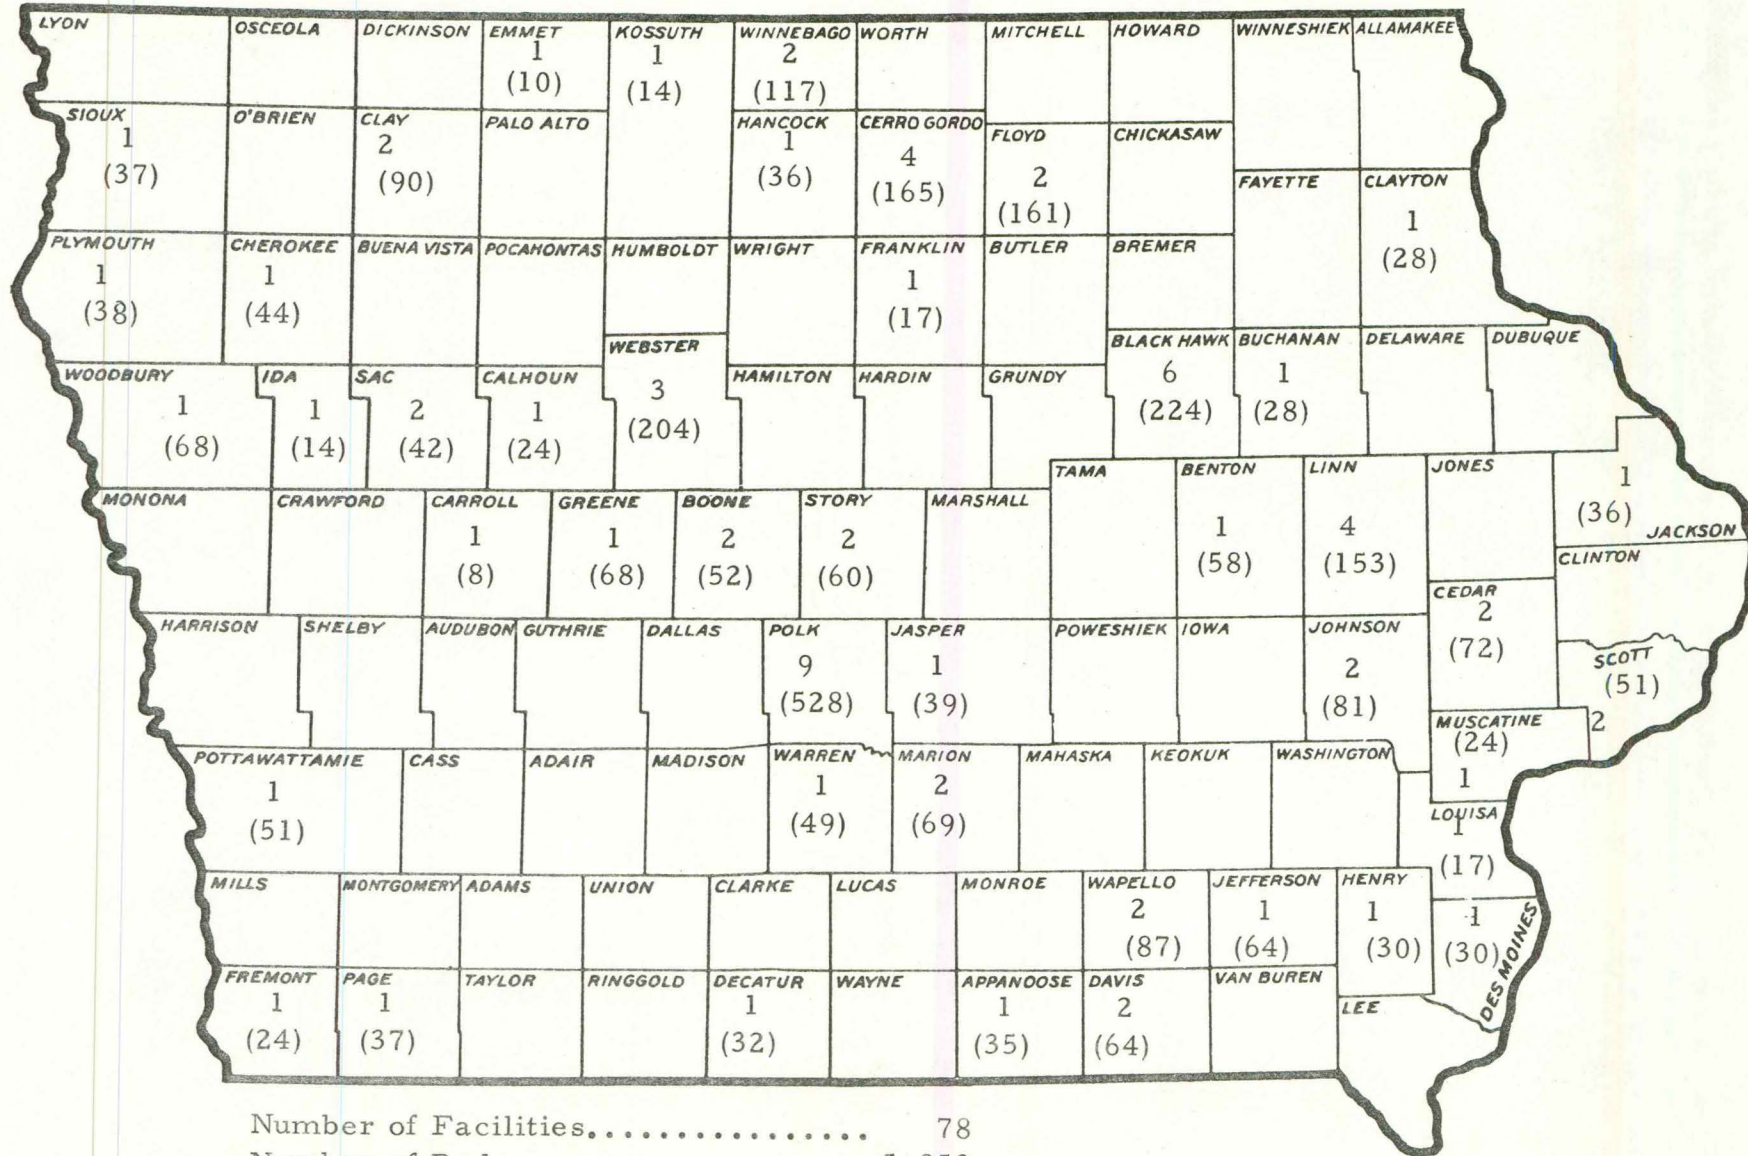 LYON OSCEOLA DICKINSON EMMET KOSSUTH WINNEBAGO WORTH MITCHELL HOWARD WINNESHIEK ALLAMAKEE
1 1 2
(10) (14) (117)
SIOUX O'BRIEN CLAY PALO ALTO HANCOCK CERRO GORDO FLOYD CHICKASAW
1 2 1 4 2
(37) (90) (36) (165) (161)
FAYETTE CLAYTON
1
(28)
PLYMOUTH CHEROKEE BUENA VISTA POCAHONTAS HUMBOLDT WRIGHT FRANKLIN BUTLER BREMER
1 1 1
(38) (44) (17)
WEBSTER BLACK HAWK BUCHANAN DELAWARE DUBUQUE
3 6 1
(204) (224) (28)
WOODBURY IDA SAC CALHOUN HAMILTON HARDIN GRUNDY
1 1 2 1
(68) (14) (42) (24)
TAMA BENTON LINN JONES
1 4 1
(58) (153) (36)
JACKSON
MONONA CRAWFORD CARROLL GREENE BOONE STORY MARSHALL
1 1 2 2
(8) (68) (52) (60)
CLINTON
CEDAR
2
(72)
HARRISON SHELBY AUDUBON GUTHRIE DALLAS POLK JASPER POWESHIEK IOWA JOHNSON
9 1 2
(528) (39) (81)
SCOTT
(51)
2
MUSCATINE
(24)
1
POTTAWATTAMIE CASS ADAIR MADISON WARREN MARION MAHASKA KEOKUK WASHINGTON
1 1 2
(51) (49) (69)
LOUISA
1
(17)
MILLS MONTGOMERY ADAMS UNION CLARKE LUCAS MONROE WAPELLO JEFFERSON HENRY
2 1 1 1
(87) (64) (30) (30)
DES MOINES
FREMONT PAGE TAYLOR RINGGOLD DECATUR WAYNE APPANOOSE DAVIS VAN BUREN LEE
1 1 1 1 2
(24) (37) (32) (35) (64)
Number of Facilities................ 78